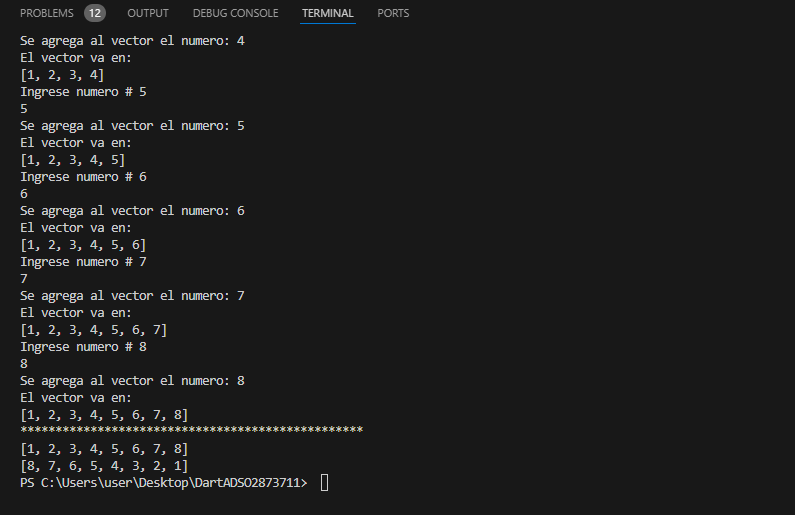 PROBLEMS 12 OUTPUT DEBUG CONSOLE TERMINAL PORTS
Se agrega al vector el numero: 4
El vector va en:
[1, 2, 3, 4]
Ingrese numero # 5
5
Se agrega al vector el numero: 5
El vector va en:
[1, 2, 3, 4, 5]
Ingrese numero # 6
6
Se agrega al vector el numero: 6
El vector va en:
[1, 2, 3, 4, 5, 6]
Ingrese numero # 7
7
Se agrega al vector el numero: 7
El vector va en:
[1, 2, 3, 4, 5, 6, 7]
Ingrese numero # 8
8
Se agrega al vector el numero: 8
El vector va en:
[1, 2, 3, 4, 5, 6, 7, 8]
*************************************************
[1, 2, 3, 4, 5, 6, 7, 8]
[8, 7, 6, 5, 4, 3, 2, 1]
PS C:\Users\user\Desktop\DartADSO2873711>